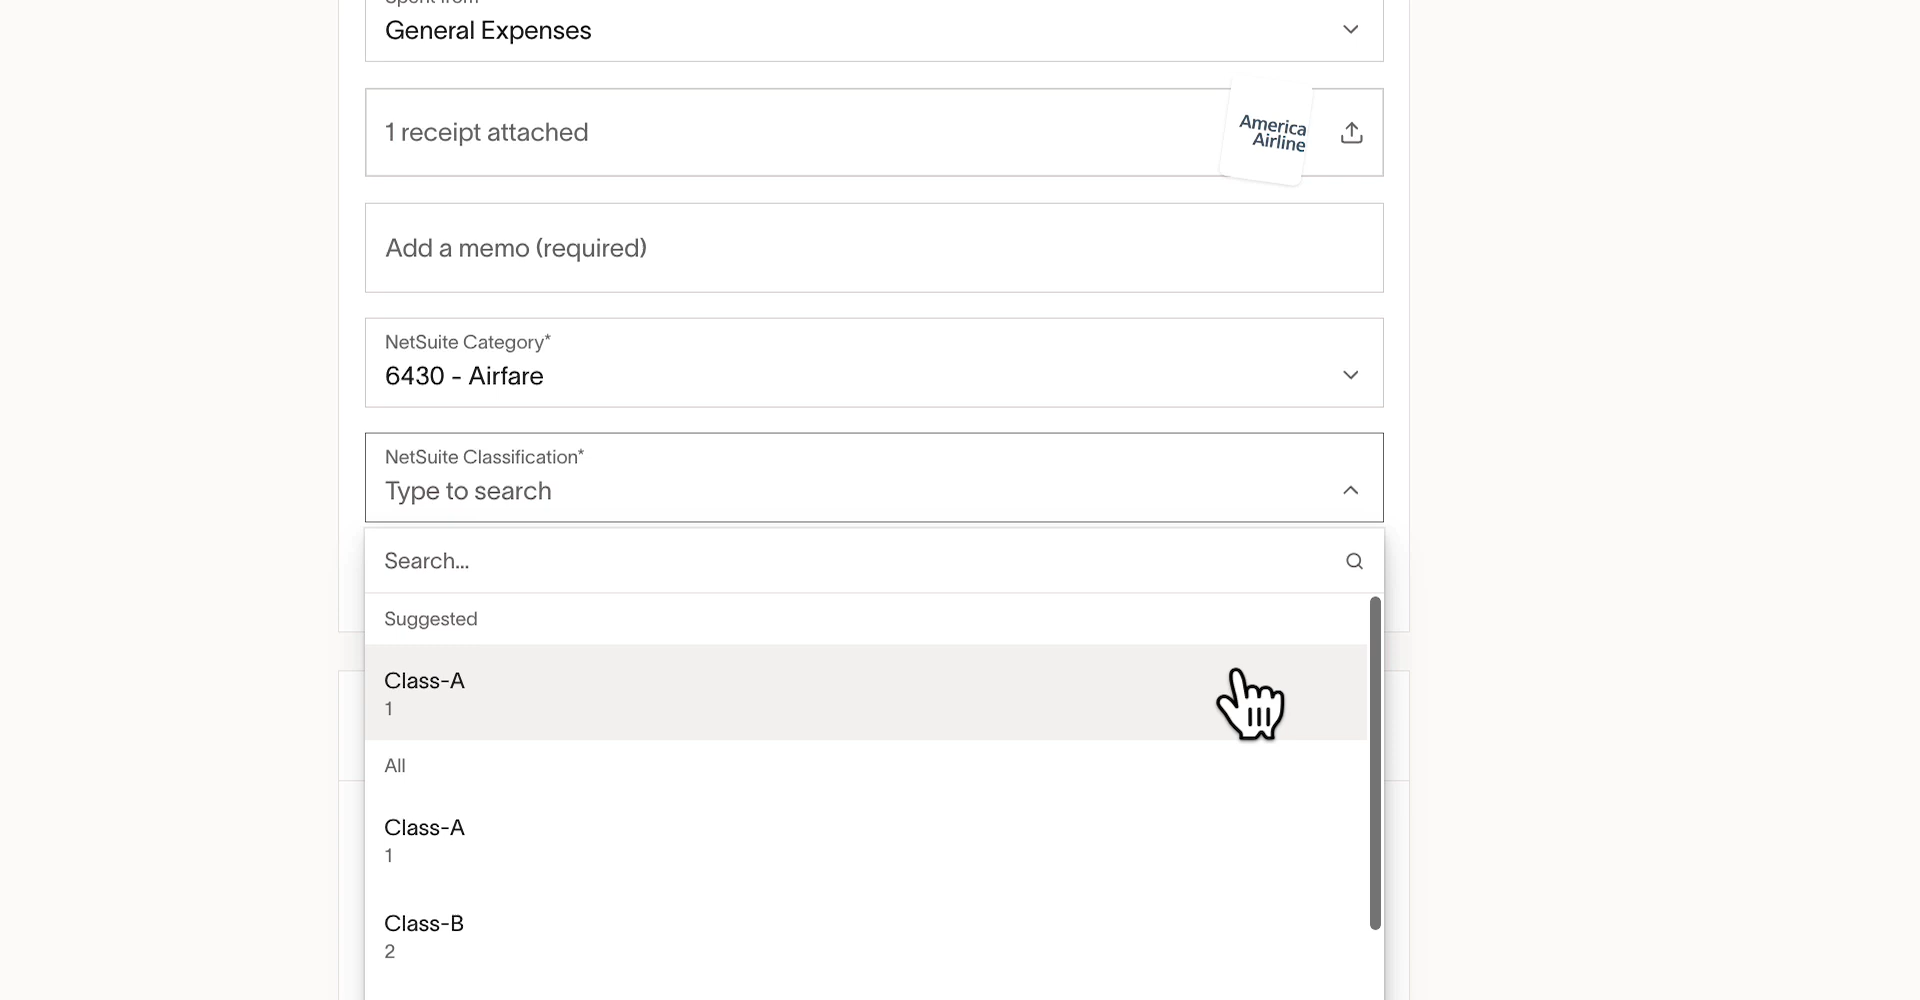 General Expenses
1 receipt attached
America
Airline
Add a memo (required)
NetSuite Category*
6430 - Airfare
NetSuite Classification*
Type to search
Search...
Suggested
Class-A
1
All
Class-A
1
Class-B
2